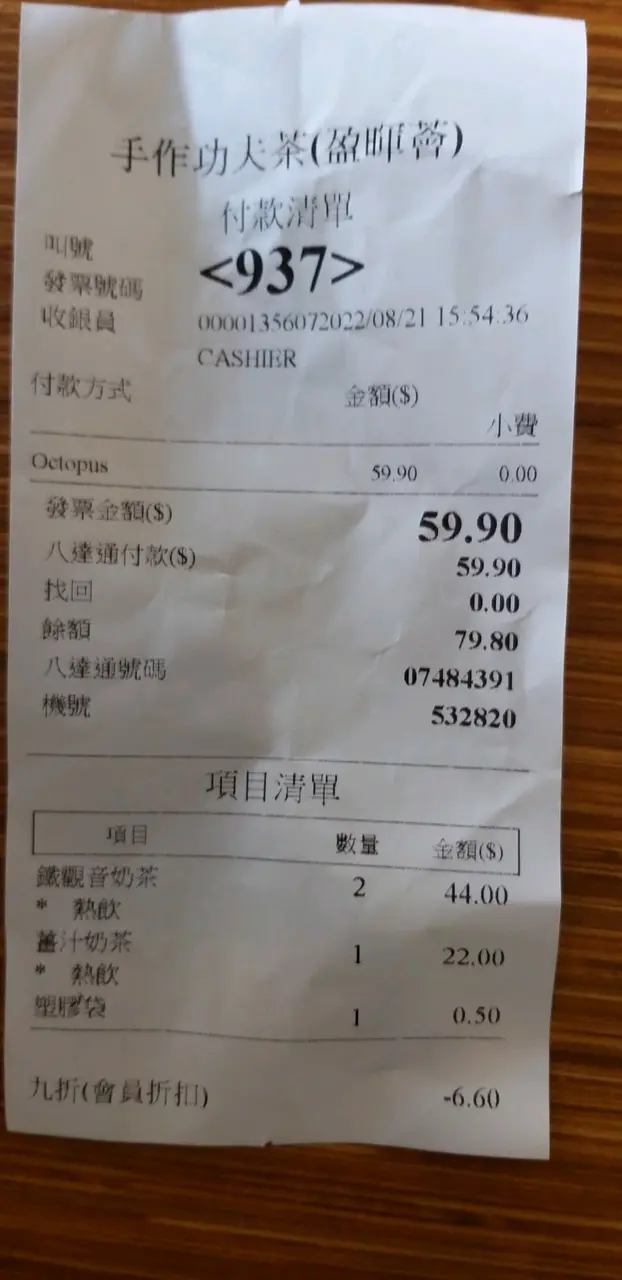 手作功夫茶(盈暉薈)
付款清單
叫號 <937>
發票號碼
收銀員 00001356072022/08/21 15:54:36
CASHIER
付款方式 金額($)
小費
Octopus 59.90 0.00
發票金額($) 59.90
八達通付款($) 59.90
找回 0.00
餘額 79.80
八達通號碼 07484391
機號 532820
項目清單
項目 數量 金額($)
鐵觀音奶茶 2 44.00
* 熱飲
薑汁奶茶 1 22.00
* 熱飲
塑膠袋 1 0.50
九折(會員折扣) -6.60